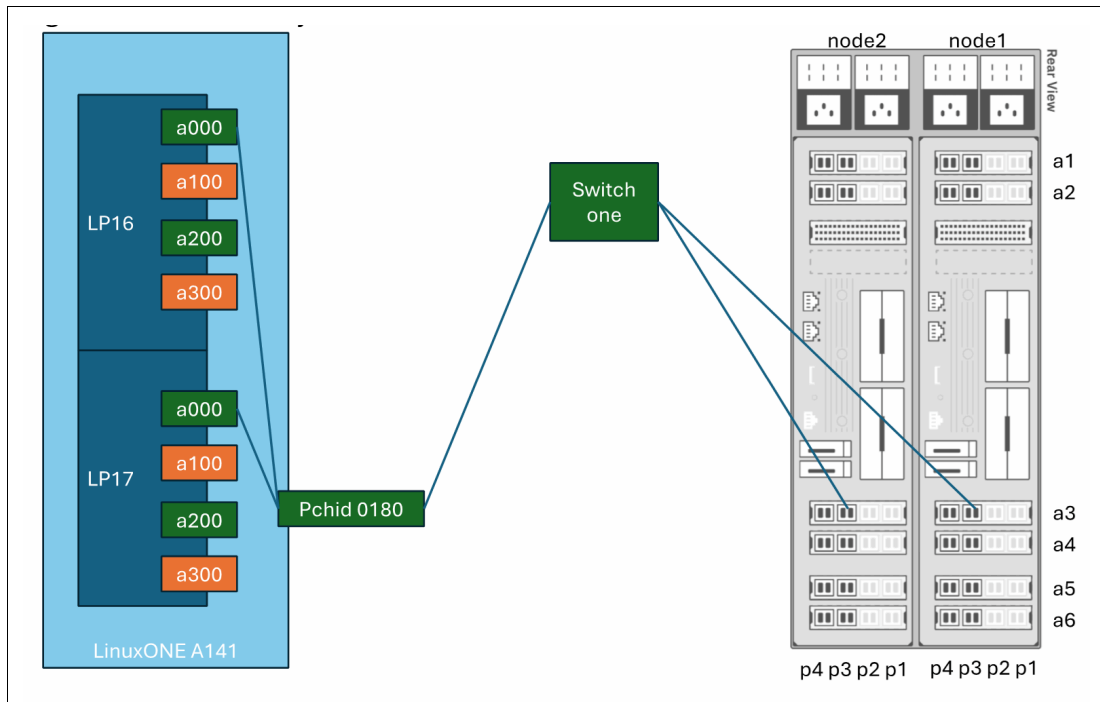 node2 node1
Rear View
LP16
a000
a100
a200
a300
LP17
a000
a100
a200
a300
Pchid 0180
LinuxONE A141
Switch
one
a1
a2
a3
a4
a5
a6
p4 p3 p2 p1 p4 p3 p2 p1